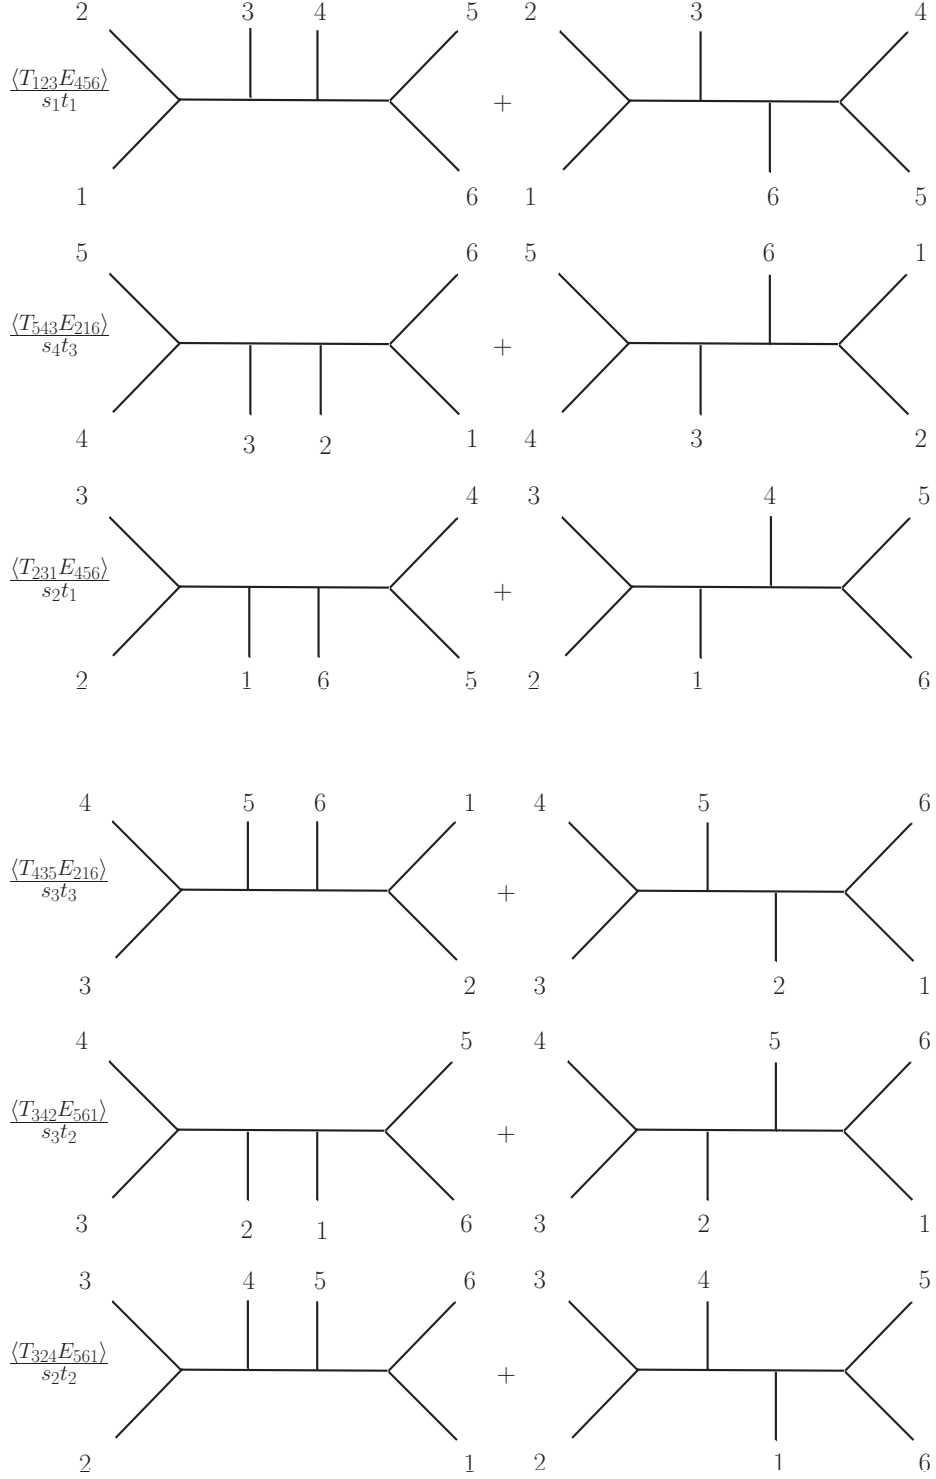 2 3 4 5 2 3 4
⟨T₁₂₃E₄₅₆⟩/s₁t₁ +
1 6 1 6 5
5 6 5 6 1
⟨T₅₄₃E₂₁₆⟩/s₄t₃ +
4 3 2 1 4 3 2
3 4 3 4 5
⟨T₂₃₁E₄₅₆⟩/s₂t₁ +
2 1 6 5 2 1 6
4 5 6 1 4 5 6
⟨T₄₃₅E₂₁₆⟩/s₃t₃ +
3 2 3 2 1
4 5 4 5 6
⟨T₃₄₂E₅₆₁⟩/s₃t₂ +
3 2 1 6 3 2 1
3 4 5 6 3 4 5
⟨T₃₂₄E₅₆₁⟩/s₂t₂ +
2 1 2 1 6